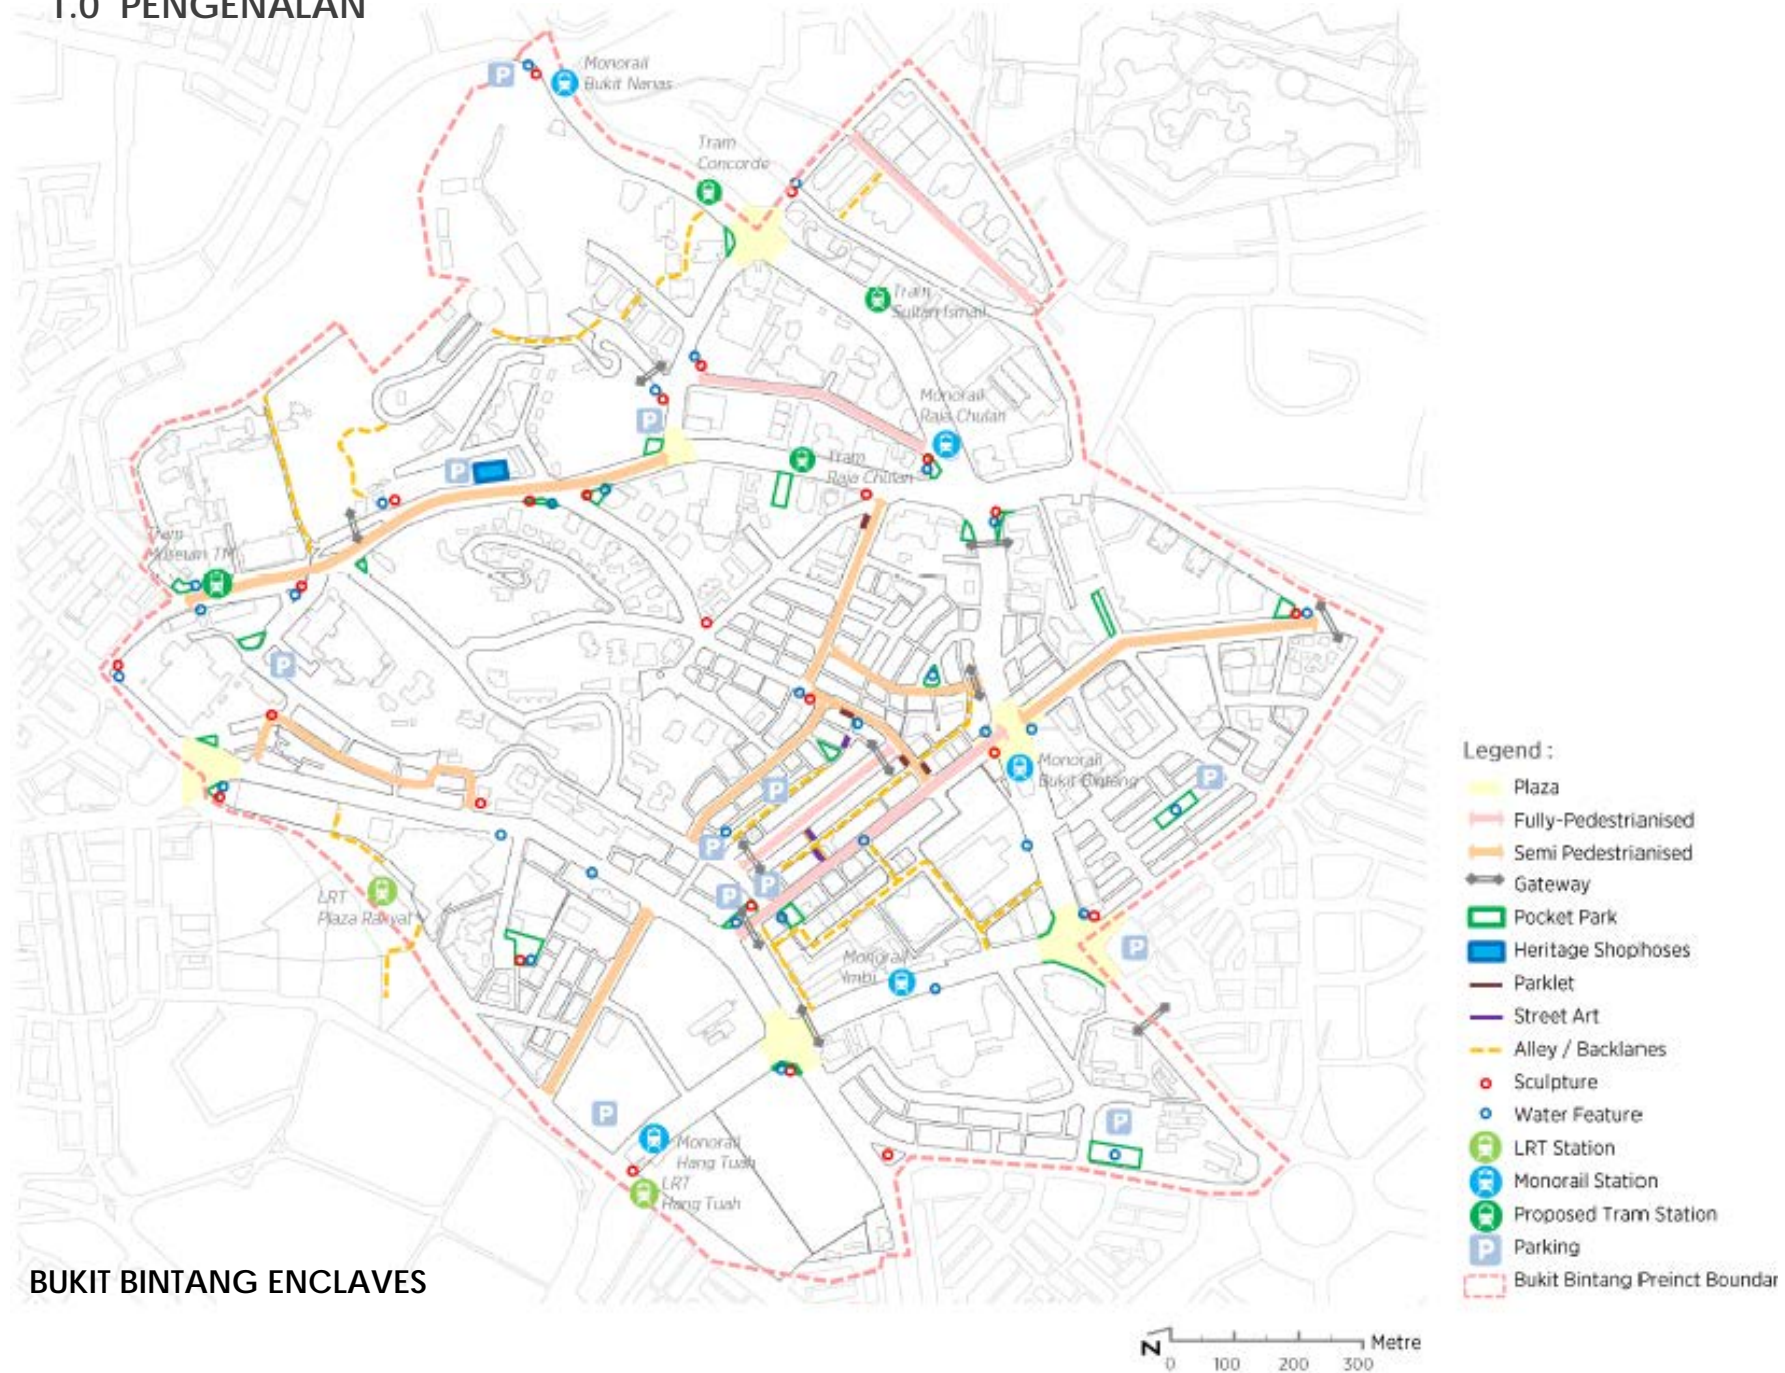 1.0 PENGENALAN
Monorail
Bukit Nanas
Tram
Concorde
Tram
Sultan Ismail
Monorail
Raja Chulan
Tram
Raja Chulan
Tram
Museum TM
Monorail
Bukit Bintang
LRT
Plaza Rakyat
Monorail
Imbi
Monorail
Hang Tuah
LRT
Hang Tuah
P
P
P
P
P
P
P
P
P
P
P
P
BUKIT BINTANG ENCLAVES
Legend :
Plaza
Fully-Pedestrianised
Semi Pedestrianised
Gateway
Pocket Park
Heritage Shophoses
Parklet
Street Art
Alley / Backlanes
Sculpture
Water Feature
LRT Station
Monorail Station
Proposed Tram Station
P Parking
Bukit Bintang Preinct Boundar
N
Metre
0 100 200 300